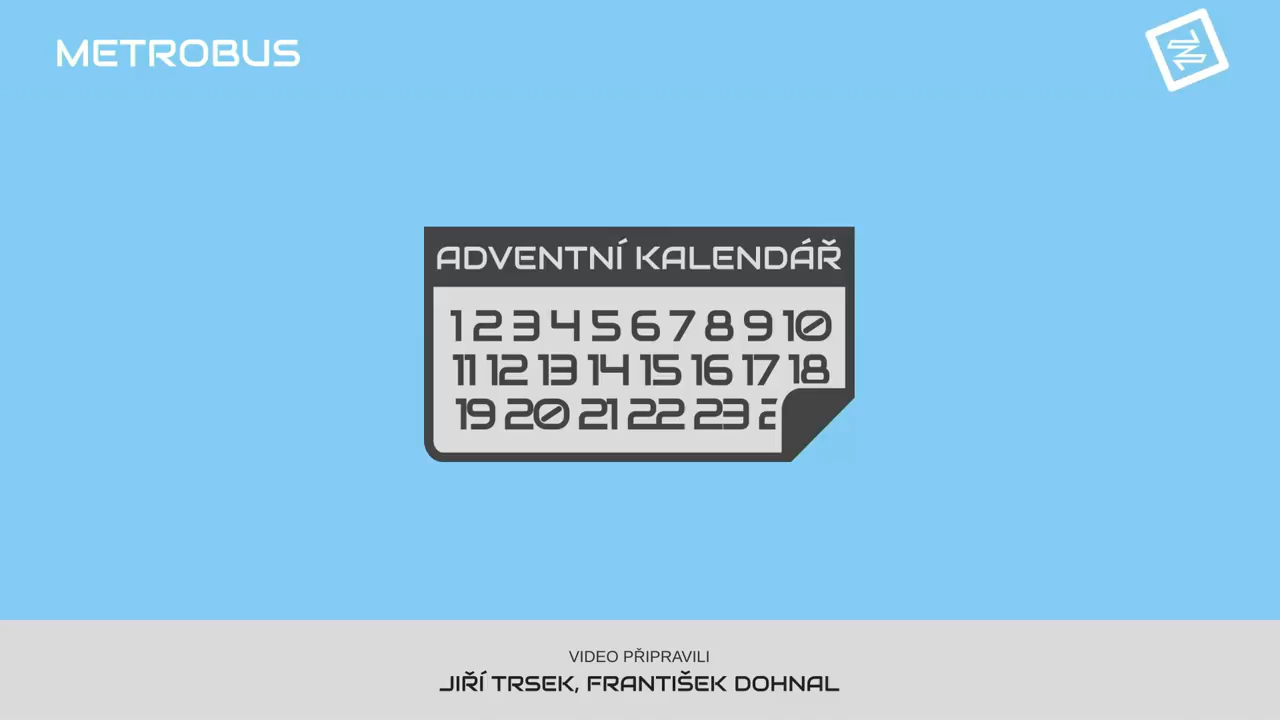 METROBUS
ADVENTNÍ KALENDÁŘ
1 2 3 4 5 6 7 8 9 10
11 12 13 14 15 16 17 18
19 20 21 22 23 2
VIDEO PŘIPRAVILI
JIŘÍ TRSEK, FRANTIŠEK DOHNAL